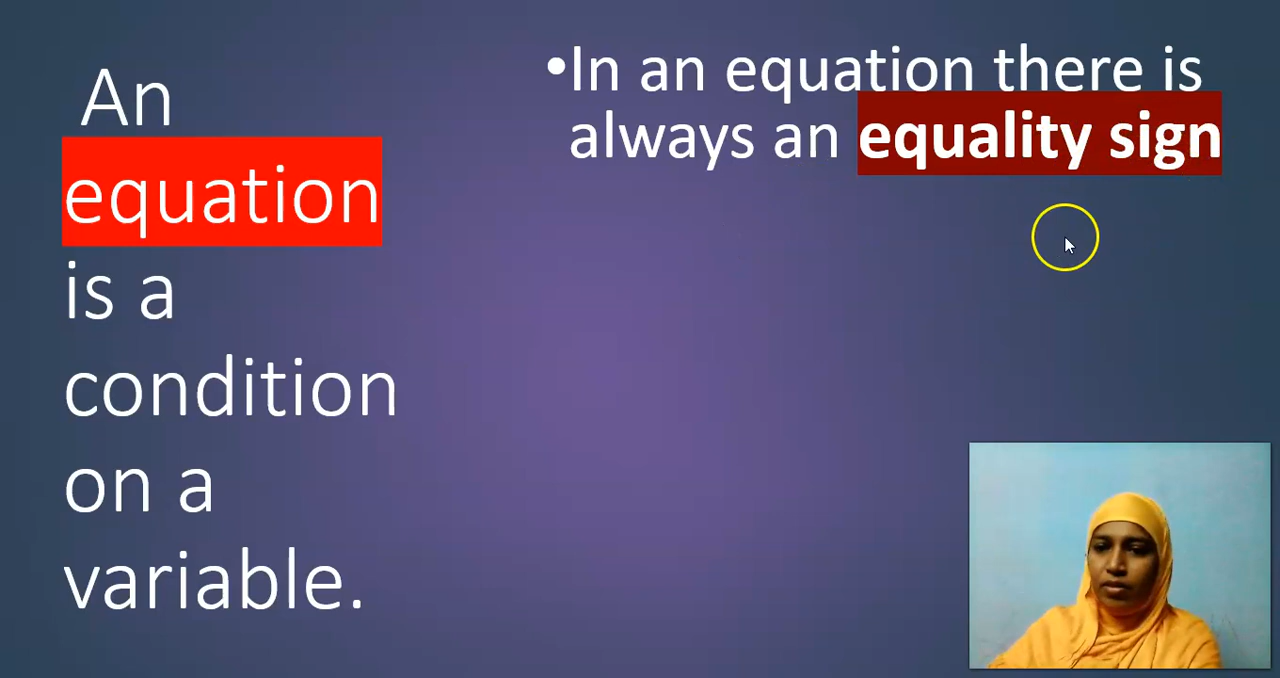 An
equation
is a
condition
on a
variable.
•In an equation there is
always an equality sign